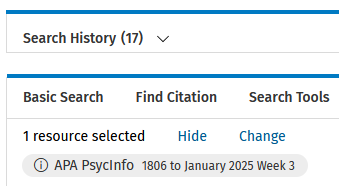 Search History (17)
Basic Search Find Citation Search Tools
1 resource selected Hide Change
APA PsycInfo 1806 to January 2025 Week 3